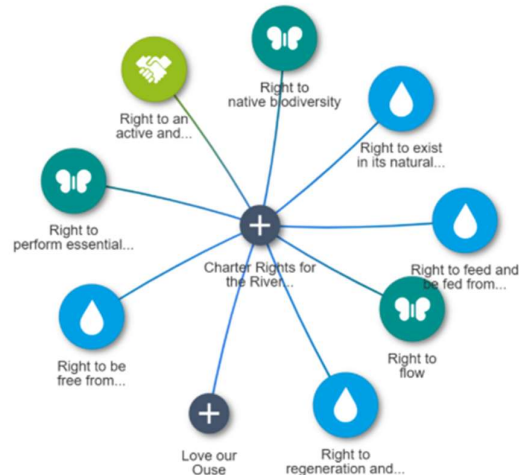 Right to
native biodiversity
Right to an
active and...
Right to exist
in its natural...
Right to
perform essential...
Charter Rights for
the River...
Right to feed and
be fed from...
Right to be
free from...
Right to
flow
Love our
Ouse
Right to
regeneration and...